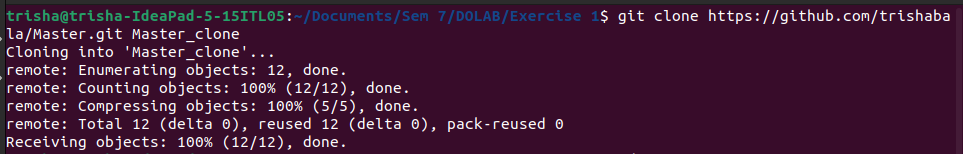 trisha@trisha-IdeaPad-5-15ITL05:~/Documents/Sem 7/DOLAB/Exercise 1$ git clone https://github.com/trishaba
la/Master.git Master_clone
Cloning into 'Master_clone'...
remote: Enumerating objects: 12, done.
remote: Counting objects: 100% (12/12), done.
remote: Compressing objects: 100% (5/5), done.
remote: Total 12 (delta 0), reused 12 (delta 0), pack-reused 0
Receiving objects: 100% (12/12), done.